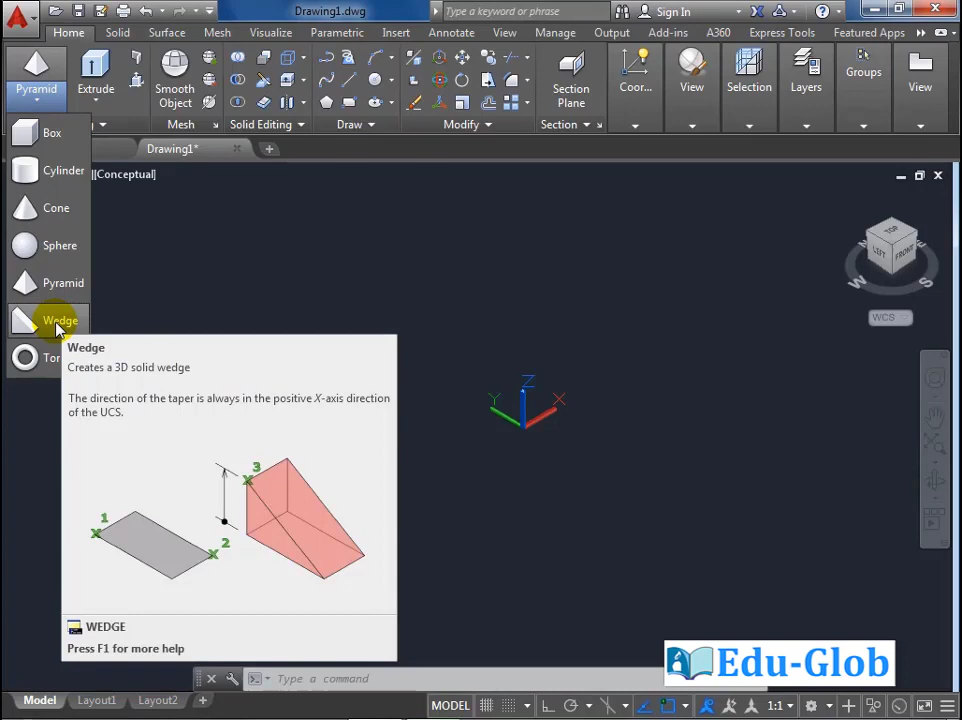 Drawing1.dwg
Type a keyword or phrase
Sign In
Home
Solid
Surface
Mesh
Visualize
Parametric
Insert
Annotate
View
Manage
Output
Add-ins
A360
Express Tools
Featured Apps
Pyramid
Extrude
Smooth
Object
Section
Plane
Coor...
View
Selection
Layers
Groups
View
Mesh
Solid Editing
Draw
Modify
Section
Box
Cylinder
Cone
Sphere
Pyramid
Wedge
Tor
Drawing1*
][Conceptual]
TOP
FRONT
W
S
WCS
Z
Y
X
Wedge
Creates a 3D solid wedge
The direction of the taper is always in the positive X-axis direction
of the UCS.
1
2
3
WEDGE
Press F1 for more help
Type a command
Edu-Glob
Model
Layout1
Layout2
MODEL
1:1